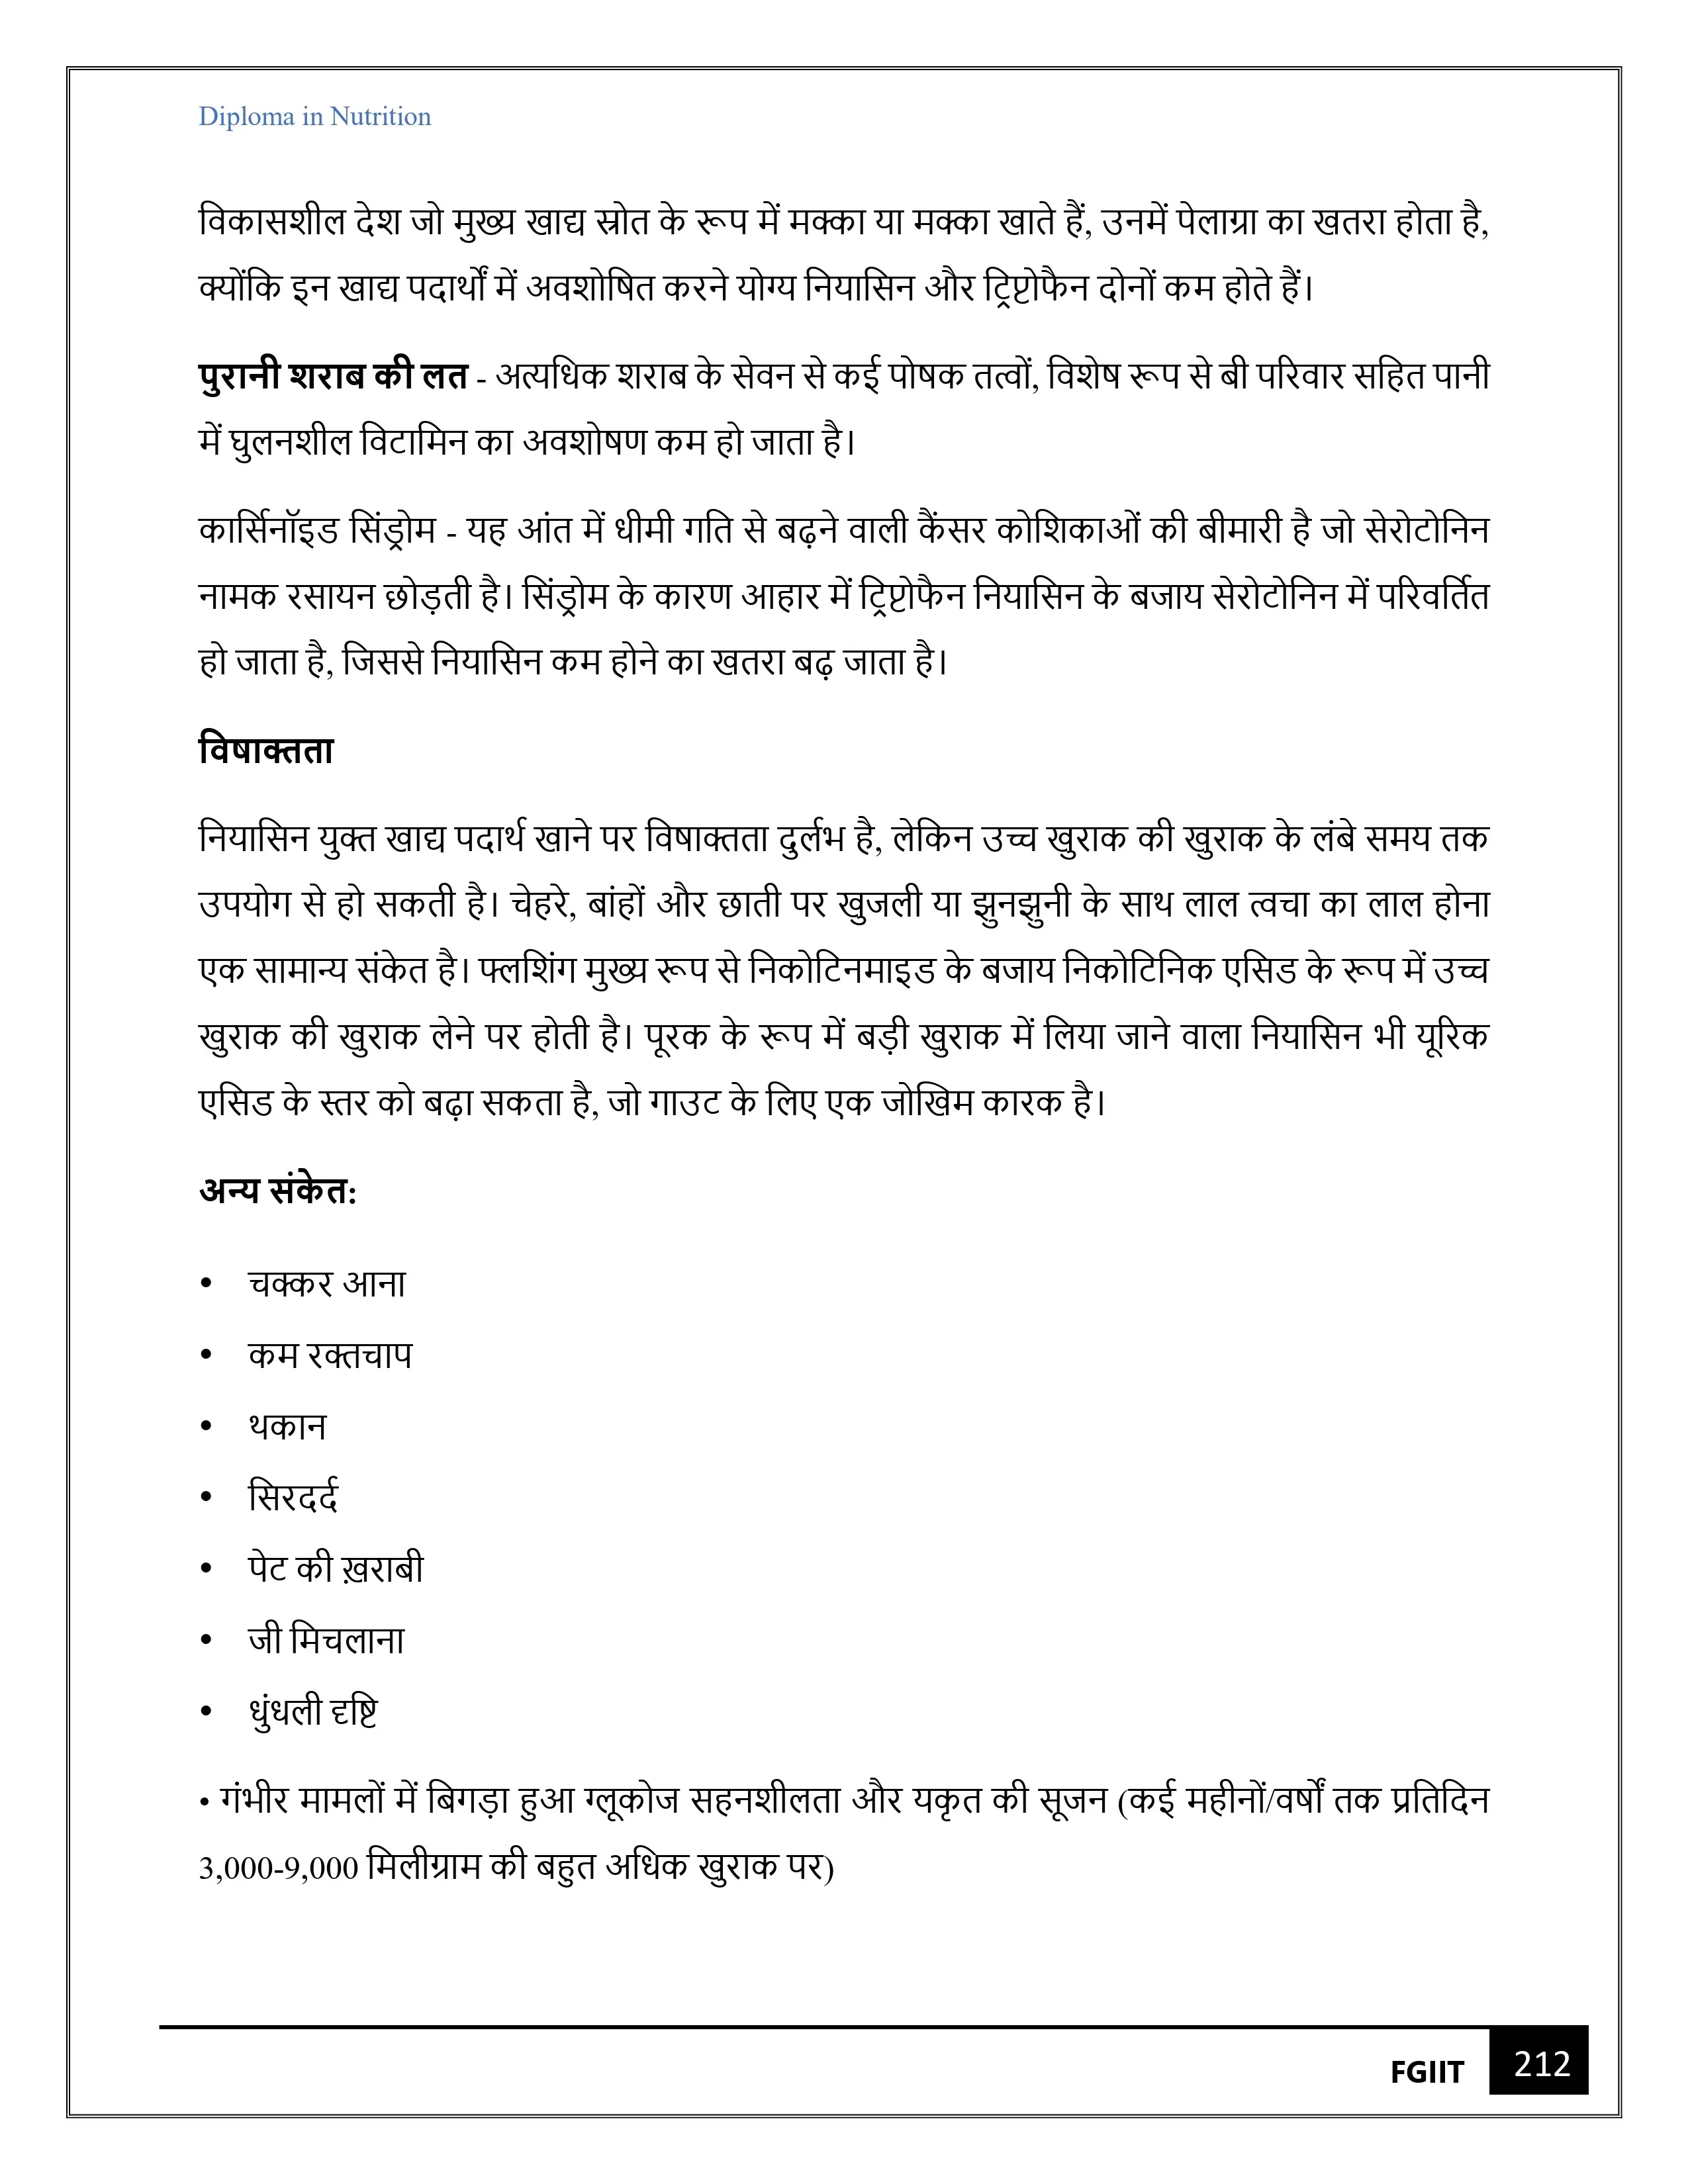 Diploma in Nutrition
विकासशील देश जो मुख्य खाद्य स्रोत के रूप में मक्का या मक्का खाते हैं, उनमें पेलाग्रा का खतरा होता है,
क्योंकि इन खाद्य पदार्थों में अवशोषित करने योग्य नियासिन और ट्रिप्टोफैन दोनों कम होते हैं।
पुरानी शराब की लत - अत्यधिक शराब के सेवन से कई पोषक तत्वों, विशेष रूप से बी परिवार सहित पानी
में घुलनशील विटामिन का अवशोषण कम हो जाता है।
कार्सिनॉइड सिंड्रोम - यह आंत में धीमी गति से बढ़ने वाली कैंसर कोशिकाओं की बीमारी है जो सेरोटोनिन
नामक रसायन छोड़ती है। सिंड्रोम के कारण आहार में ट्रिप्टोफैन नियासिन के बजाय सेरोटोनिन में परिवर्तित
हो जाता है, जिससे नियासिन कम होने का खतरा बढ़ जाता है।
विषाक्तता
नियासिन युक्त खाद्य पदार्थ खाने पर विषाक्तता दुर्लभ है, लेकिन उच्च खुराक की खुराक के लंबे समय तक
उपयोग से हो सकती है। चेहरे, बांहों और छाती पर खुजली या झुनझुनी के साथ लाल त्वचा का लाल होना
एक सामान्य संकेत है। फ्लशिंग मुख्य रूप से निकोटिनमाइड के बजाय निकोटिनिक एसिड के रूप में उच्च
खुराक की खुराक लेने पर होती है। पूरक के रूप में बड़ी खुराक में लिया जाने वाला नियासिन भी यूरिक
एसिड के स्तर को बढ़ा सकता है, जो गाउट के लिए एक जोखिम कारक है।
अन्य संकेत:
• चक्कर आना
• कम रक्तचाप
• थकान
• सिरदर्द
• पेट की ख़राबी
• जी मिचलाना
• धुंधली दृष्टि
• गंभीर मामलों में बिगड़ा हुआ ग्लूकोज सहनशीलता और यकृत की सूजन (कई महीनों/वर्षों तक प्रतिदिन
3,000-9,000 मिलीग्राम की बहुत अधिक खुराक पर)
FGIIT 212